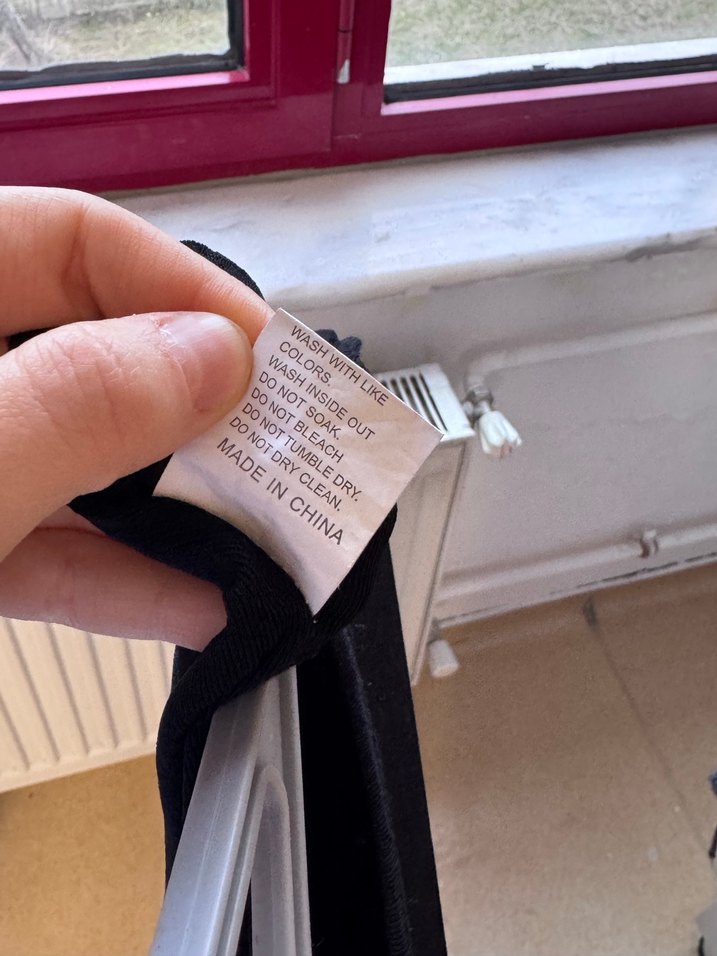 WASH WITH LIKE
COLORS.
WASH INSIDE OUT
DO NOT SOAK.
DO NOT BLEACH
DO NOT TUMBLE DRY.
DO NOT DRY CLEAN.
MADE IN CHINA